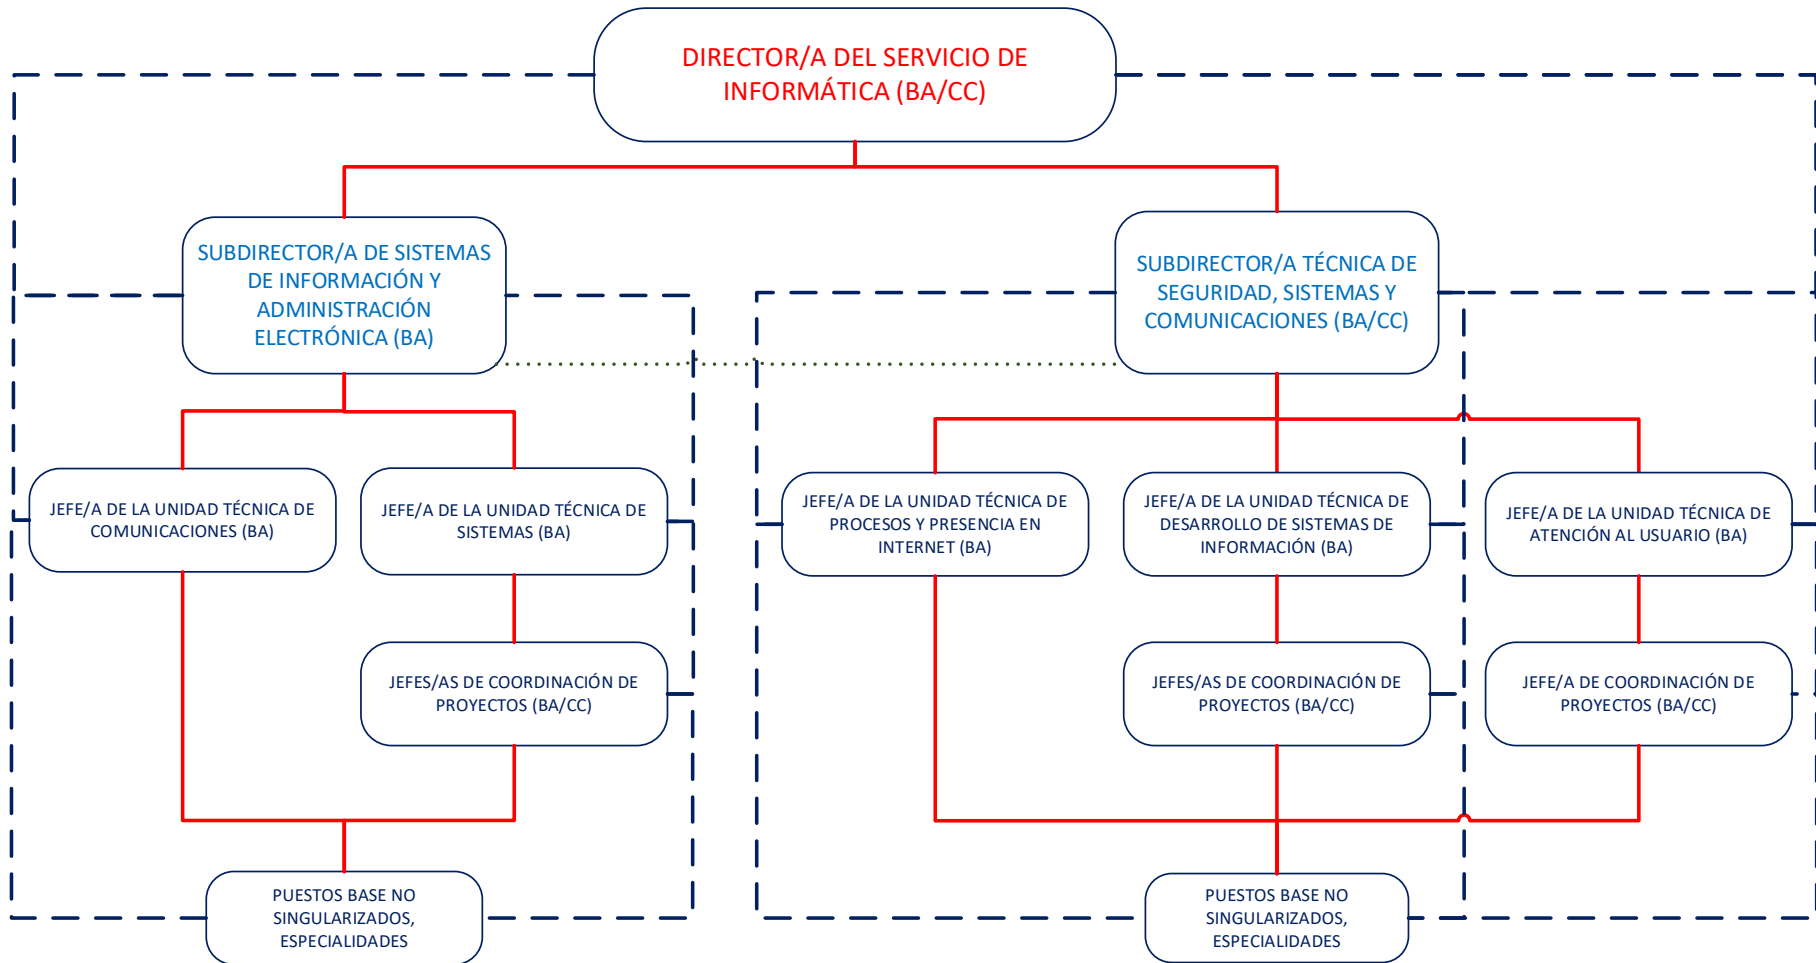 DIRECTOR/A DEL SERVICIO DE
INFORMÁTICA (BA/CC)
SUBDIRECTOR/A DE SISTEMAS
DE INFORMACIÓN Y
ADMINISTRACIÓN
ELECTRÓNICA (BA)
SUBDIRECTOR/A TÉCNICA DE
SEGURIDAD, SISTEMAS Y
COMUNICACIONES (BA/CC)
JEFE/A DE LA UNIDAD TÉCNICA DE
COMUNICACIONES (BA)
JEFE/A DE LA UNIDAD TÉCNICA DE
SISTEMAS (BA)
JEFE/A DE LA UNIDAD TÉCNICA DE
PROCESOS Y PRESENCIA EN
INTERNET (BA)
JEFE/A DE LA UNIDAD TÉCNICA DE
DESARROLLO DE SISTEMAS DE
INFORMACIÓN (BA)
JEFE/A DE LA UNIDAD TÉCNICA DE
ATENCIÓN AL USUARIO (BA)
JEFES/AS DE COORDINACIÓN DE
PROYECTOS (BA/CC)
JEFES/AS DE COORDINACIÓN DE
PROYECTOS (BA/CC)
JEFE/A DE COORDINACIÓN DE
PROYECTOS (BA/CC)
PUESTOS BASE NO
SINGULARIZADOS,
ESPECIALIDADES
PUESTOS BASE NO
SINGULARIZADOS,
ESPECIALIDADES